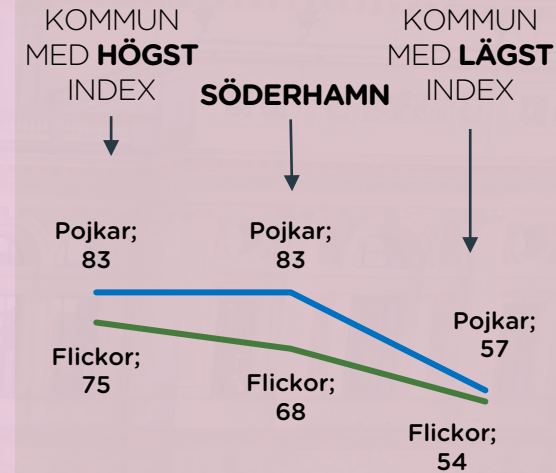 KOMMUN
MED HÖGST
INDEX
SÖDERHAMN
KOMMUN
MED LÄGST
INDEX
Pojkar;
83
Pojkar;
83
Pojkar;
57
Flickor;
75
Flickor;
68
Flickor;
54